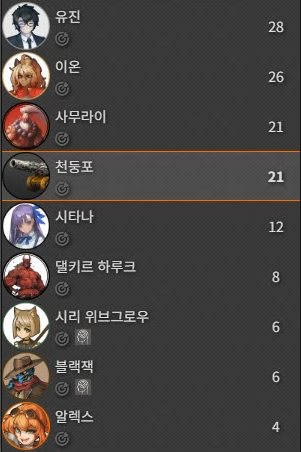 유진
28
이온
26
사무라이
21
천둥포
21
시타나
12
댈키르 하루크
8
시리 위브그로우
6
블랙잭
6
알렉스
4